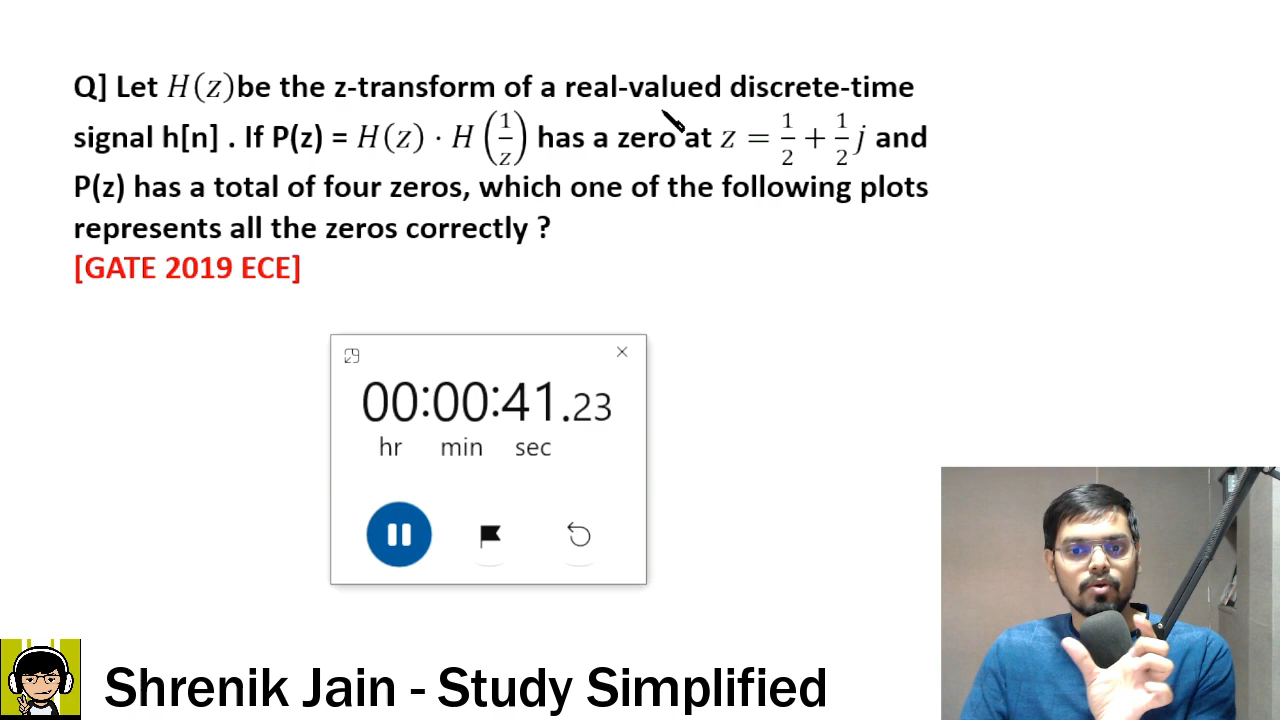 Q] Let H(z)be the z-transform of a real-valued discrete-time
signal h[n] . If P(z) = H(z) · H(1/z) has a zero at z = 1/2 + 1/2 j and
P(z) has a total of four zeros, which one of the following plots
represents all the zeros correctly ?
[GATE 2019 ECE]
00:00:41.23
hr min sec
Shrenik Jain - Study Simplified